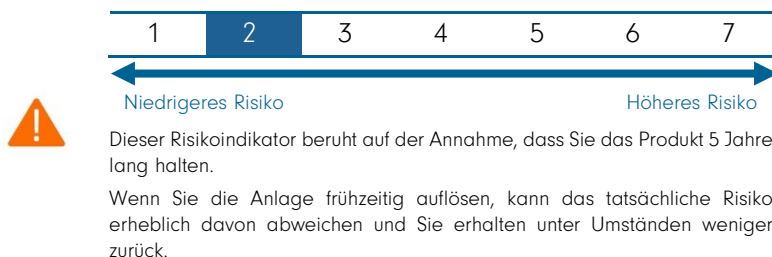 1 2 3 4 5 6 7
Niedrigeres Risiko Höheres Risiko
Dieser Risikoindikator beruht auf der Annahme, dass Sie das Produkt 5 Jahre
lang halten.
Wenn Sie die Anlage frühzeitig auflösen, kann das tatsächliche Risiko
erheblich davon abweichen und Sie erhalten unter Umständen weniger
zurück.